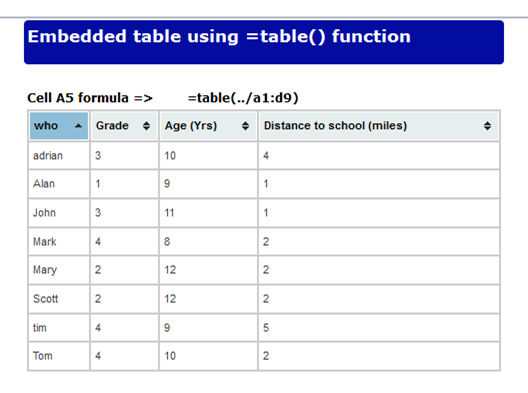 Embedded table using =table() function
Cell A5 formula => =table(../a1:d9)
who Grade Age (Yrs) Distance to school (miles)
adrian 3 10 4
Alan 1 9 1
John 3 11 1
Mark 4 8 2
Mary 2 12 2
Scott 2 12 2
tim 4 9 5
Tom 4 10 2